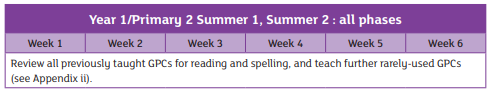 Year 1/Primary 2 Summer 1, Summer 2 : all phases
Week 1 Week 2 Week 3 Week 4 Week 5 Week 6
Review all previously taught GPCs for reading and spelling, and teach further rarely-used GPCs
(see Appendix ii).